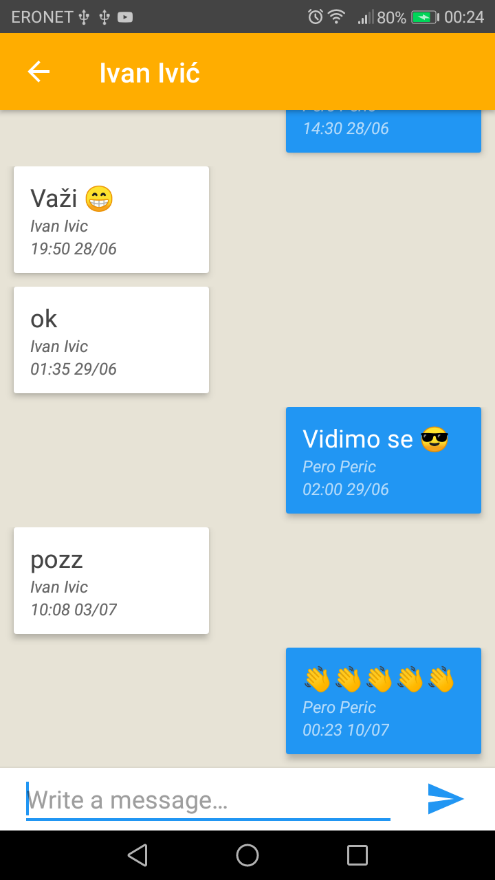 ERONET 80% 00:24
Ivan Ivić
14:30 28/06
Važi 😁
Ivan Ivic
19:50 28/06
ok
Ivan Ivic
01:35 29/06
Vidimo se 😎
Pero Peric
02:00 29/06
pozz
Ivan Ivic
10:08 03/07
👏👏👏👏👏
Pero Peric
00:23 10/07
Write a message...